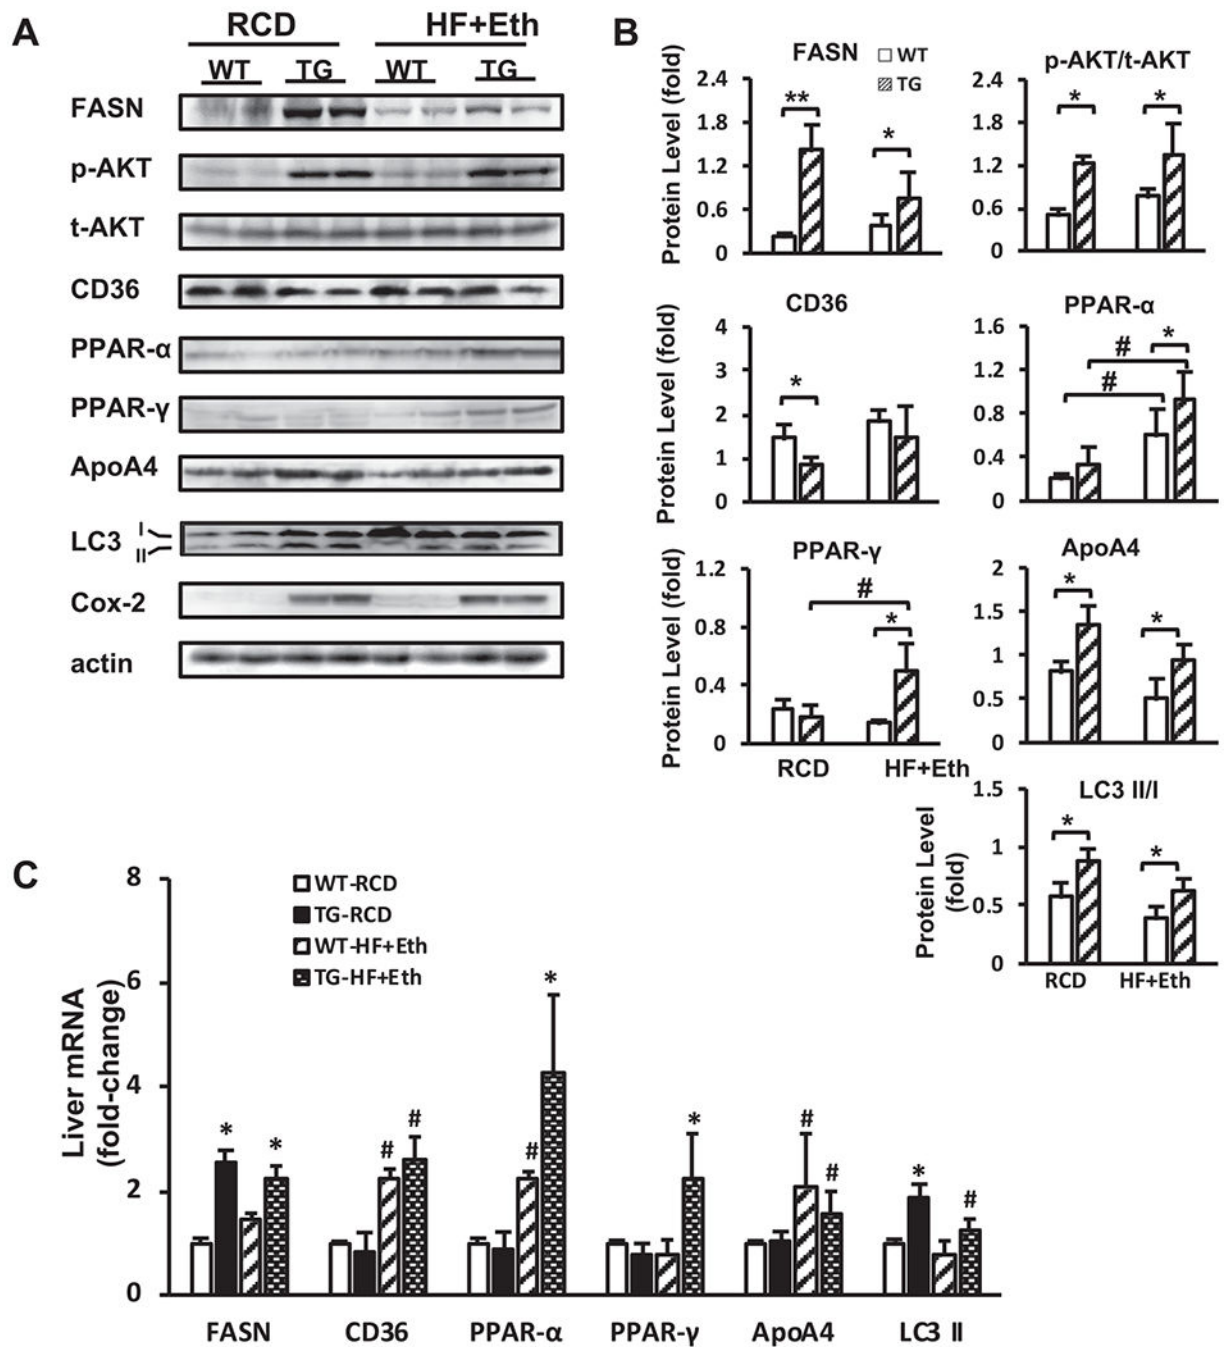 A
RCD HF+Eth
WT TG WT TG
FASN
p-AKT
t-AKT
CD36
PPAR-α
PPAR-γ
ApoA4
LC3 I
II
Cox-2
actin
B
FASN
WT
TG
Protein Level (fold)
2.4
1.8
1.2
0.6
0
**
*
p-AKT/t-AKT
2.4
1.8
1.2
0.6
0
*
*
CD36
Protein Level (fold)
4
3
2
1
0
*
PPAR-α
1.6
1.2
0.8
0.4
0
#
#
*
PPAR-γ
Protein Level (fold)
1.2
0.8
0.4
0
#
*
RCD HF+Eth
ApoA4
2
1.5
1
0.5
0
*
*
LC3 II/I
Protein Level
(fold)
1.5
1
0.5
0
*
*
RCD HF+Eth
C
Liver mRNA
(fold-change)
8
6
4
2
0
WT-RCD
TG-RCD
WT-HF+Eth
TG-HF+Eth
* * # # # * * # # * #
FASN CD36 PPAR-α PPAR-γ ApoA4 LC3 II